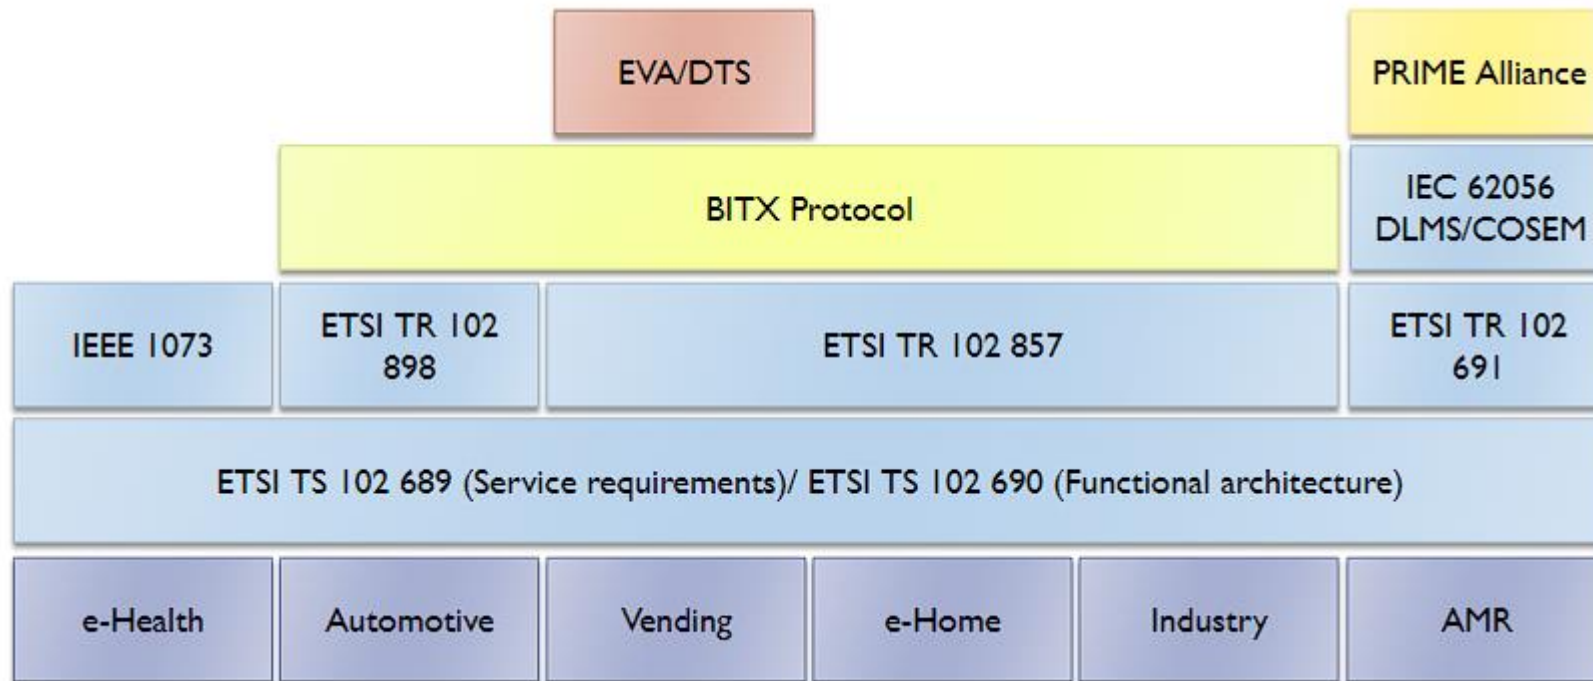 EVA/DTS
PRIME Alliance
BITX Protocol
IEC 62056
DLMS/COSEM
IEEE 1073
ETSI TR 102
898
ETSI TR 102 857
ETSI TR 102
691
ETSI TS 102 689 (Service requirements)/ ETSI TS 102 690 (Functional architecture)
e-Health
Automotive
Vending
e-Home
Industry
AMR